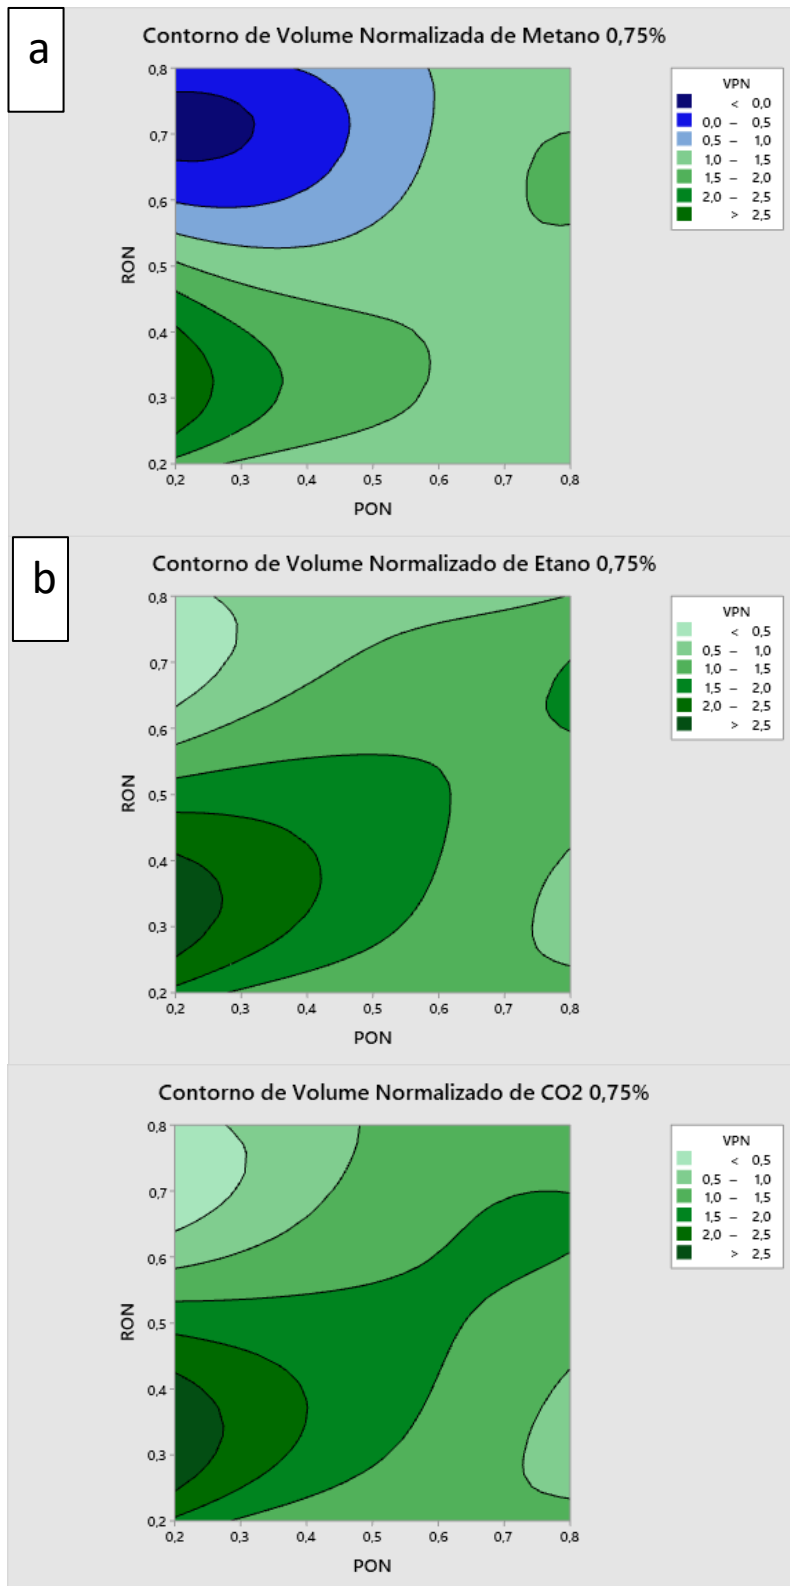 a
Contorno de Volume Normalizada de Metano 0,75%
VPN
< 0,0
0,0 – 0,5
0,5 – 1,0
1,0 – 1,5
1,5 – 2,0
2,0 – 2,5
> 2,5
RON
0,8
0,7
0,6
0,5
0,4
0,3
0,2
0,2 0,3 0,4 0,5 0,6 0,7 0,8
PON
b
Contorno de Volume Normalizado de Etano 0,75%
VPN
< 0,5
0,5 – 1,0
1,0 – 1,5
1,5 – 2,0
2,0 – 2,5
> 2,5
RON
0,8
0,7
0,6
0,5
0,4
0,3
0,2
0,2 0,3 0,4 0,5 0,6 0,7 0,8
PON
Contorno de Volume Normalizado de CO2 0,75%
VPN
< 0,5
0,5 – 1,0
1,0 – 1,5
1,5 – 2,0
2,0 – 2,5
> 2,5
RON
0,8
0,7
0,6
0,5
0,4
0,3
0,2
0,2 0,3 0,4 0,5 0,6 0,7 0,8
PON